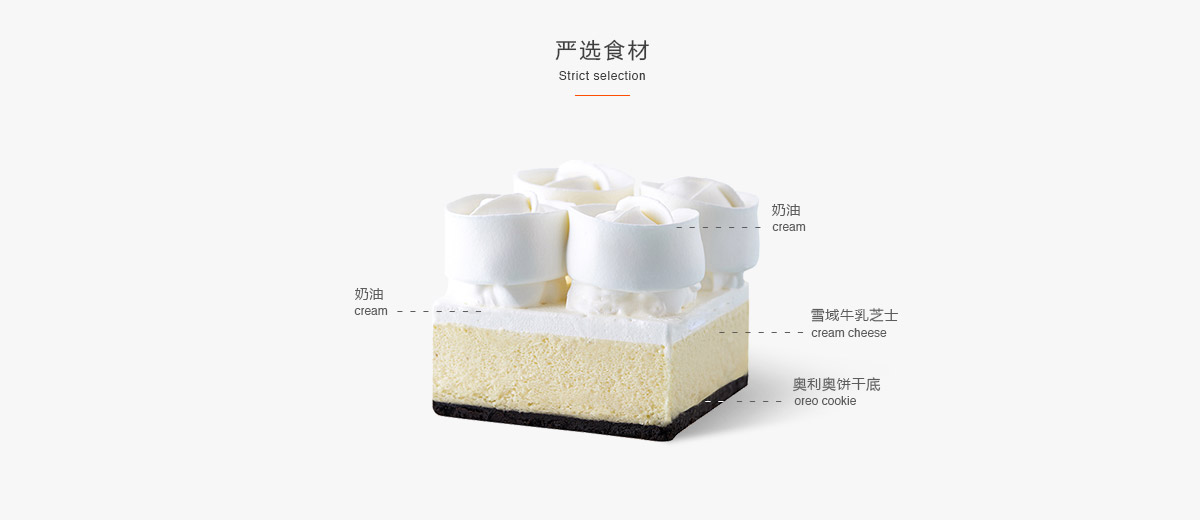 严选食材
Strict selection
奶油
cream
奶油
cream
雪域牛乳芝士
cream cheese
奥利奥饼干底
oreo cookie